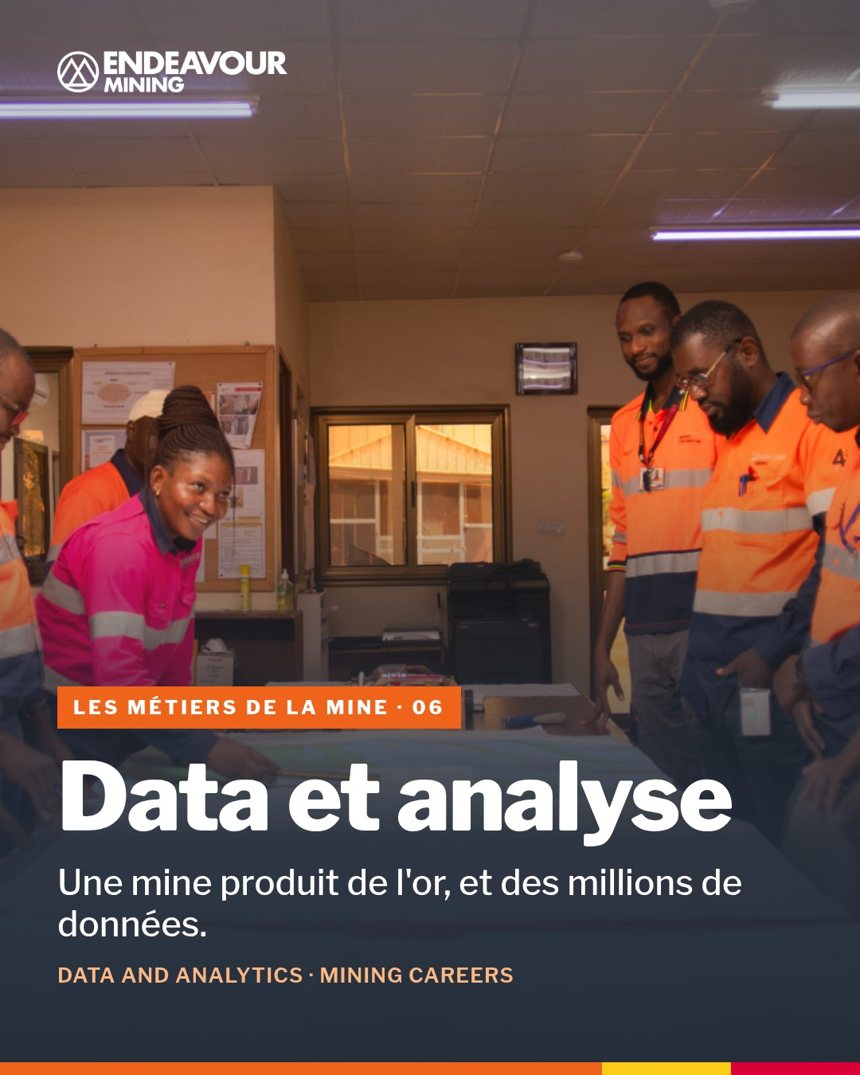 ENDEAVOUR
MINING
LES MÉTIERS DE LA MINE · 06
Data et analyse
Une mine produit de l'or, et des millions de
données.
DATA AND ANALYTICS · MINING CAREERS